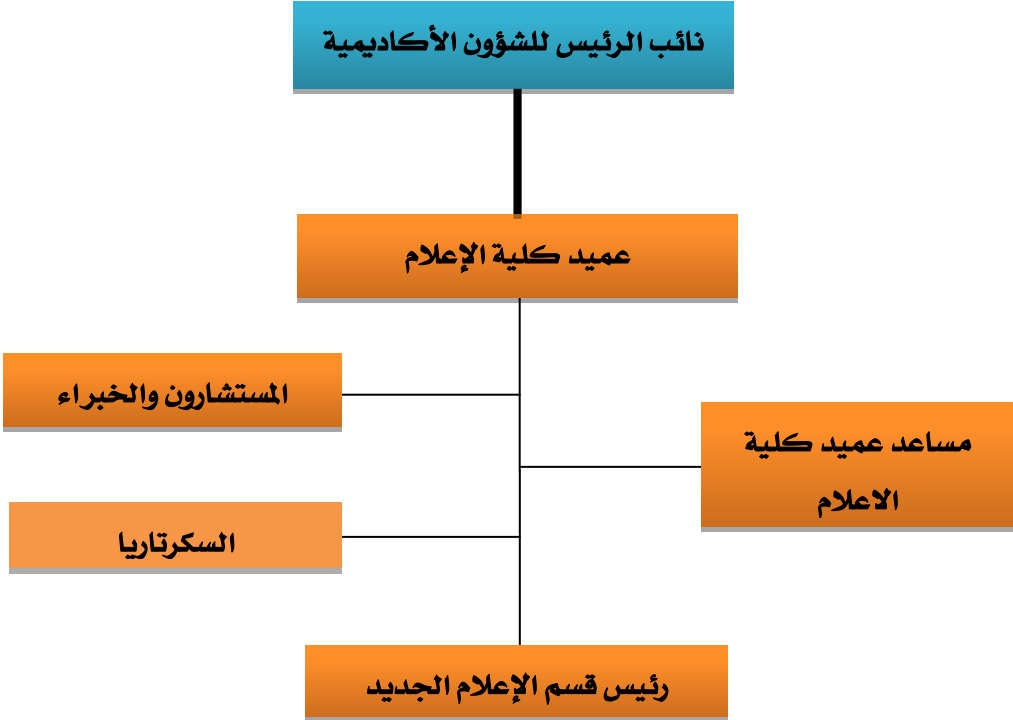 نائب الرئيس للشؤون الأكاديمية
عميد كلية الإعلام
المستشارون والخبراء
مساعد عميد كلية
الاعلام
السكرتاريا
رئيس قسم الإعلام الجديد